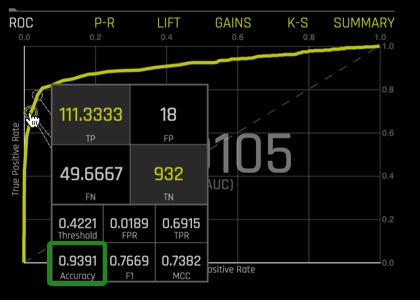 ROC P-R LIFT GAINS K-S SUMMARY
0.0 0.2 0.4 0.6 0.8 1.0
1.0
0.8
0.6
0.4
0.2
0.0
True Positive Rate
111.3333 18
TP FP
49.6667 932
FN TN
0.4221 0.0189 0.6915
Threshold FPR TPR
0.9391 0.7669 0.7382
Accuracy F1 MCC
105
AUC)
ositive Rate